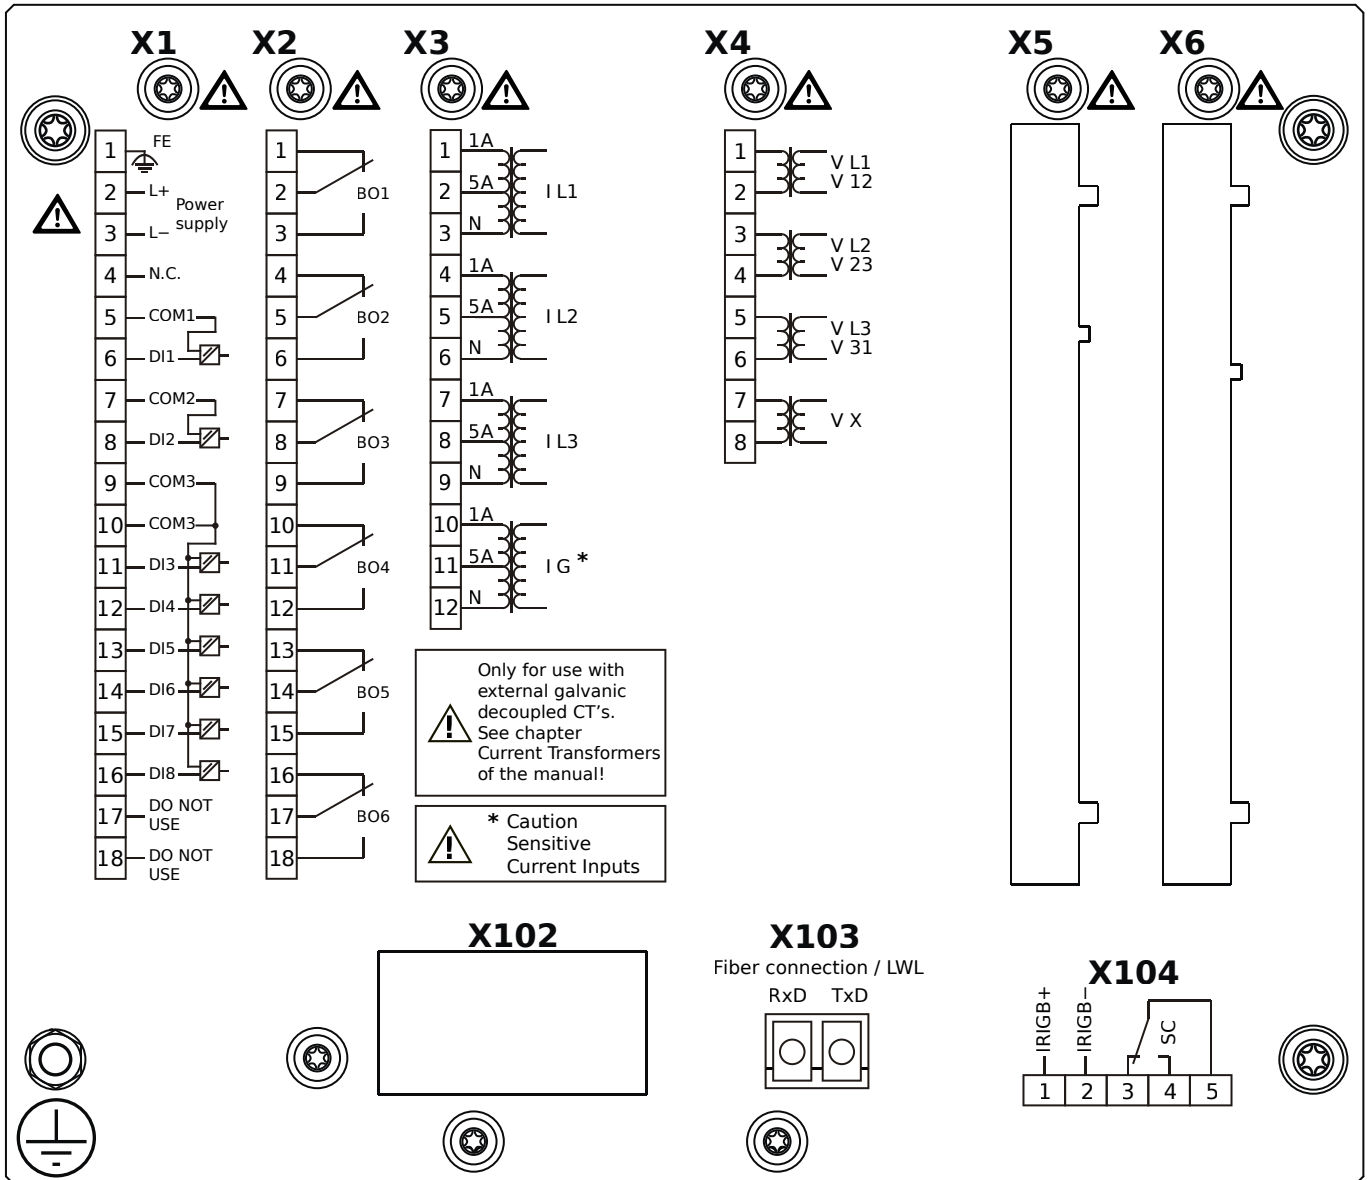 X1 X2 X3 X4 X5 X6
1 FE
2 L+
Power
supply
3 L−
4 N.C.
5 COM1
6 DI1
7 COM2
8 DI2
9 COM3
10 COM3
11 DI3
12 DI4
13 DI5
14 DI6
15 DI7
16 DI8
17 DO NOT
USE
18 DO NOT
USE
1
2 BO1
3
4
5 BO2
6
7
8 BO3
9
10
11 BO4
12
13
14 BO5
15
16
17 BO6
18
1 1A
2 5A I L1
3 N
4 1A
5 5A I L2
6 N
7 1A
8 5A I L3
9 N
10 1A
11 5A I G *
12 N
Only for use with
external galvanic
decoupled CT's.
See chapter
Current Transformers
of the manual!
* Caution
Sensitive
Current Inputs
1 V L1
2 V 12
3 V L2
4 V 23
5 V L3
6 V 31
7 V X
8
X102
X103
Fiber connection / LWL
RxD TxD
X104
IRIGB+ IRIGB− SC
1 2 3 4 5